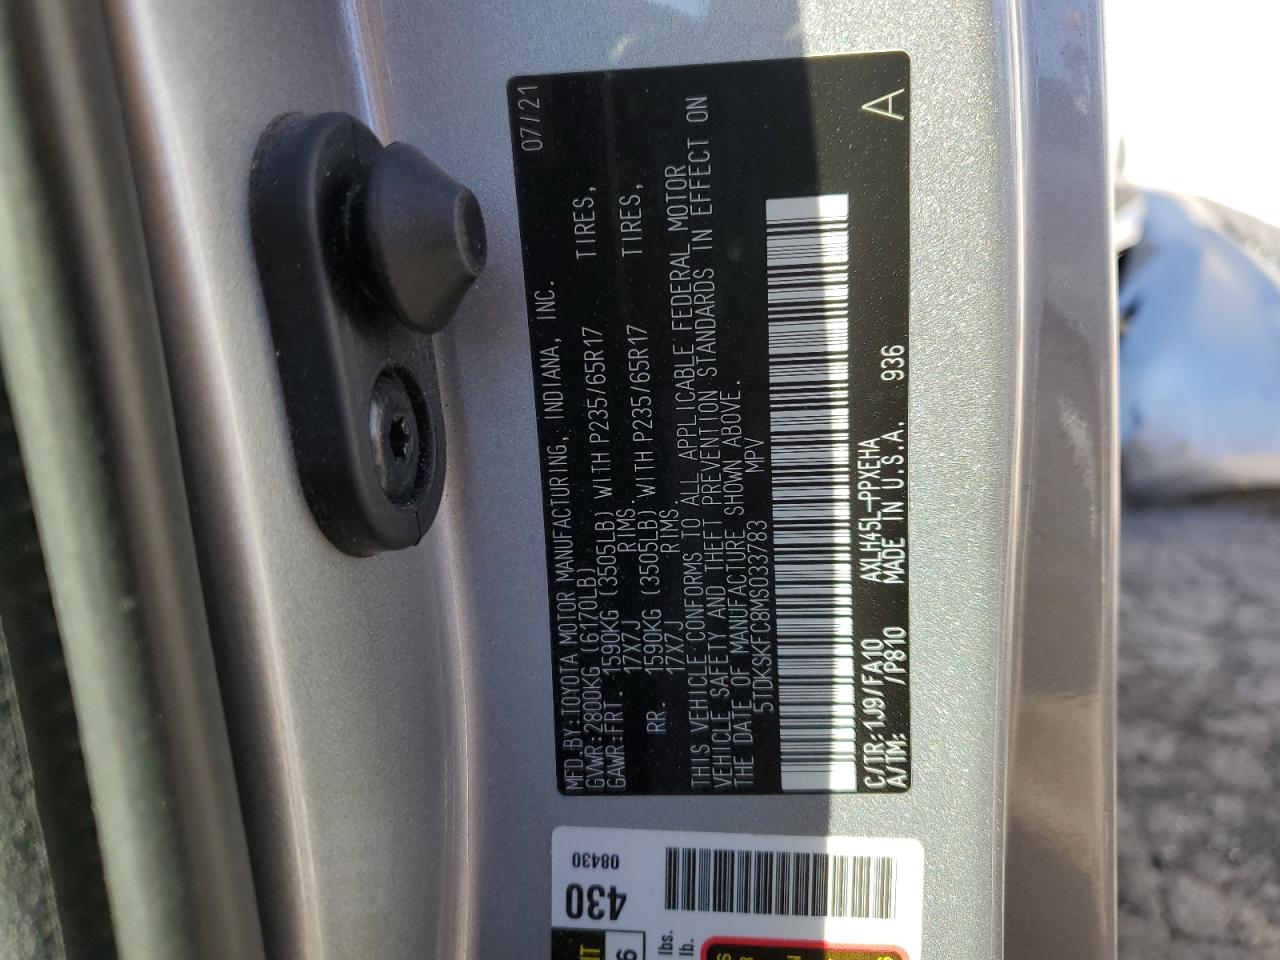 MFD. BY: TOYOTA MOTOR MANUFACTURING, INDIANA, INC. 07/21
GVWR: 2800KG (6170LB)
GAWR: FRT. 1590KG (3505LB) WITH P235/65R17 TIRES,
17X7J RIMS
RR. 1590KG (3505LB) WITH P235/65R17 TIRES,
17X7J RIMS
THIS VEHICLE CONFORMS TO ALL APPLICABLE FEDERAL MOTOR
VEHICLE SAFETY AND THEFT PREVENTION STANDARDS IN EFFECT ON
THE DATE OF MANUFACTURE SHOWN ABOVE.
5TDKSKFC8MS033783 MPV
C/TR: 1J9/FA10 AXLH45L-PPXEHA
A/TM: /P810 MADE IN U.S.A. 936 A
08430
430
lbs.
lb.